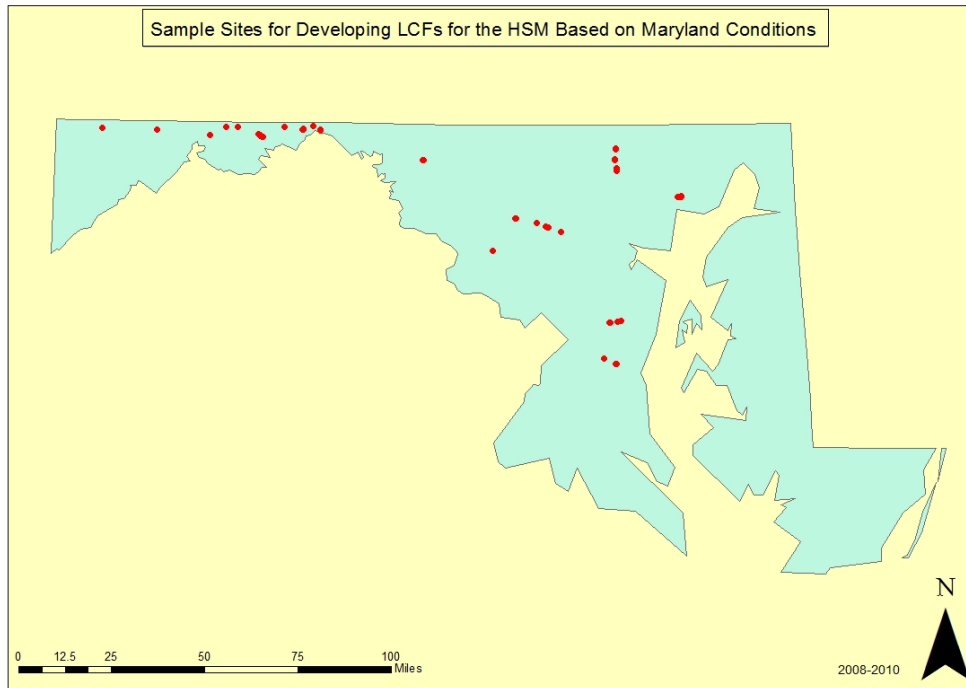 Sample Sites for Developing LCFs for the HSM Based on Maryland Conditions
N
0 12.5 25 50 75 100
Miles
2008-2010